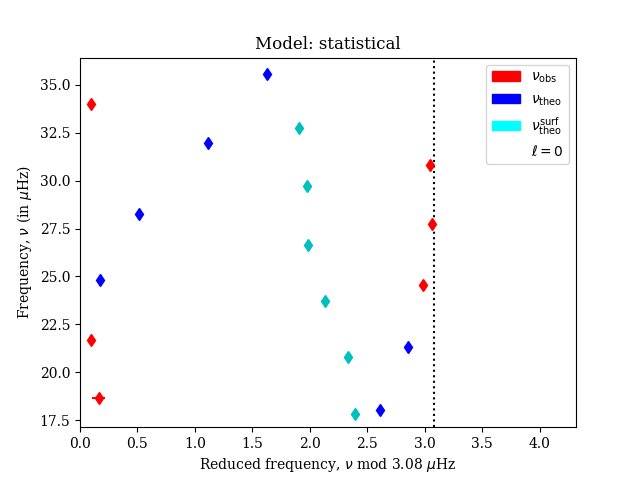 Model: statistical
35.0
32.5
30.0
27.5
25.0
22.5
20.0
17.5
Frequency, ν (in μHz)
ν_obs
ν_theo
ν_theo^surf
ℓ = 0
0.0 0.5 1.0 1.5 2.0 2.5 3.0 3.5 4.0
Reduced frequency, ν mod 3.08 μHz